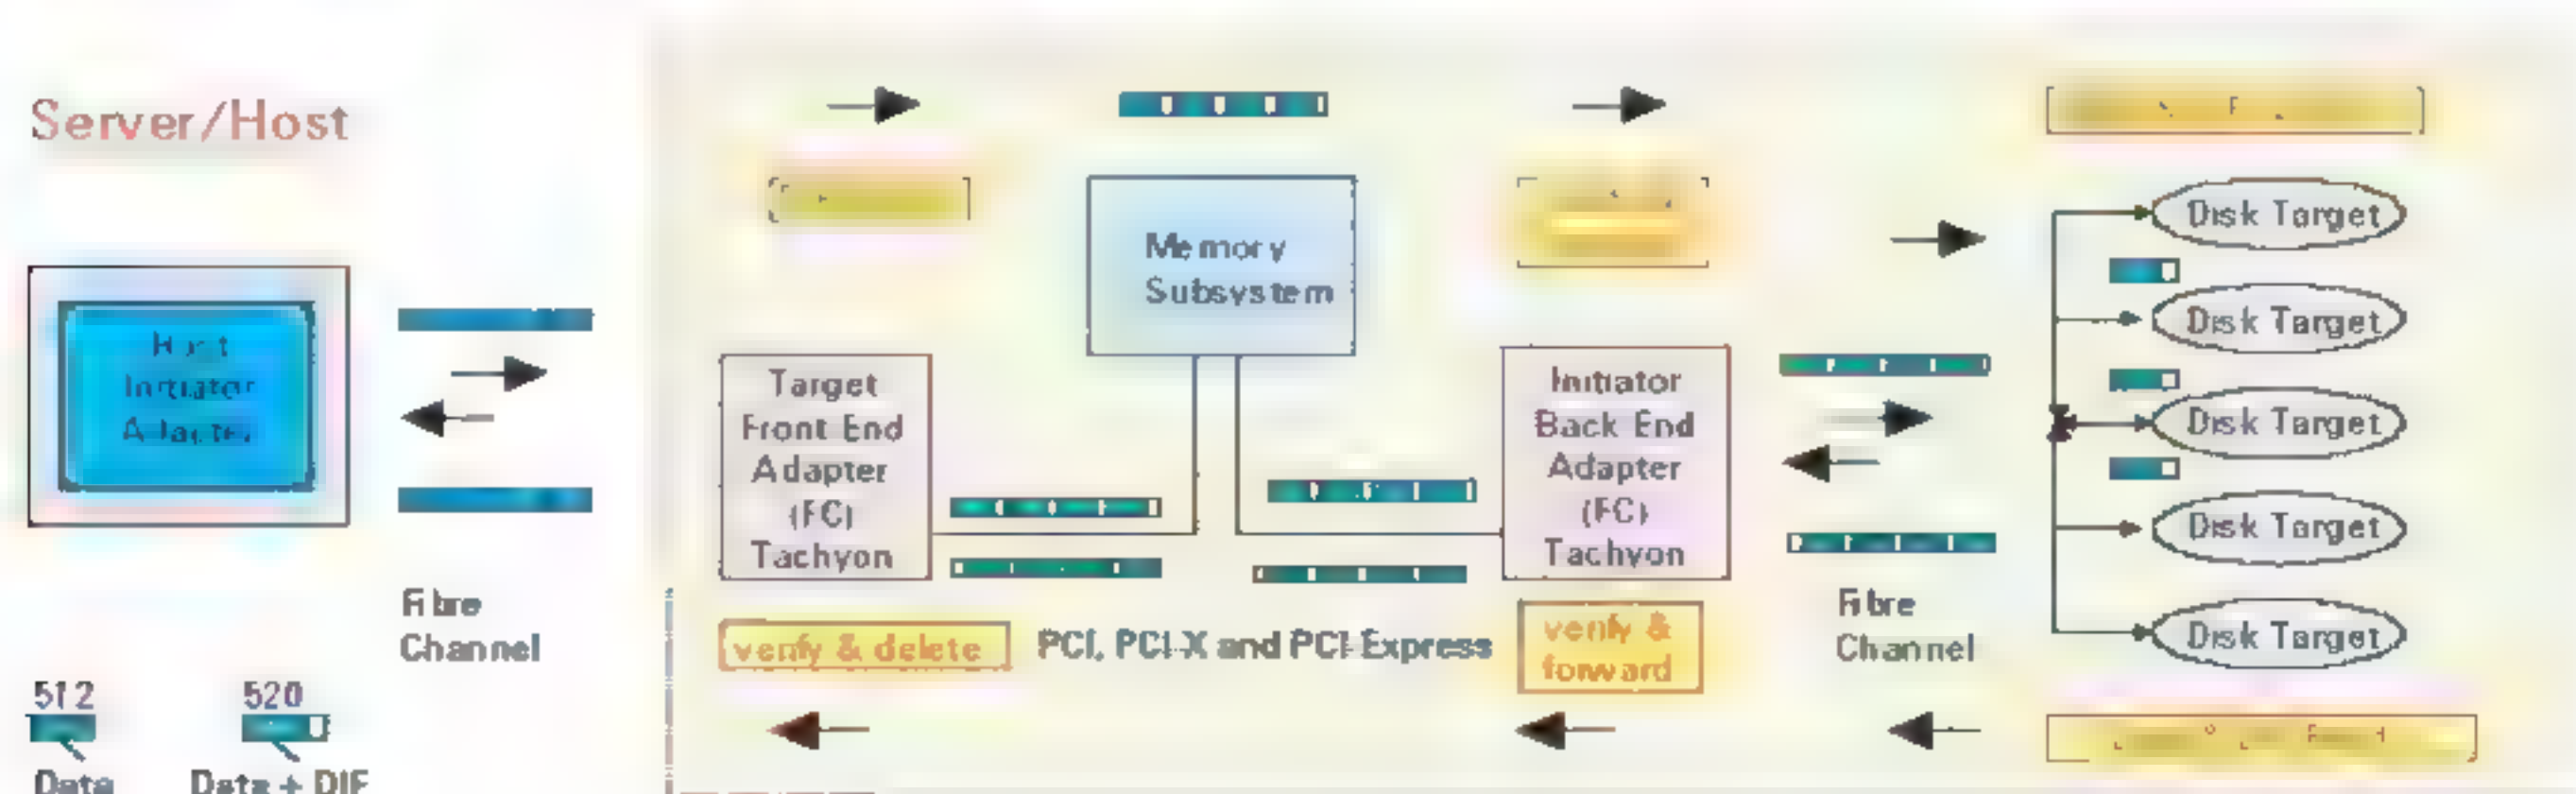 Server/Host
Host
Initiator
Adapter
Fibre
Channel
512
520
Data
Data + DIF
Memory
Subsystem
Target
Front End
Adapter
(FC)
Tachyon
verify & delete
PCI, PCI-X and PCI-Express
Initiator
Back End
Adapter
(FC)
Tachyon
verify &
forward
Fibre
Channel
Disk Target
Disk Target
Disk Target
Disk Target
Disk Target